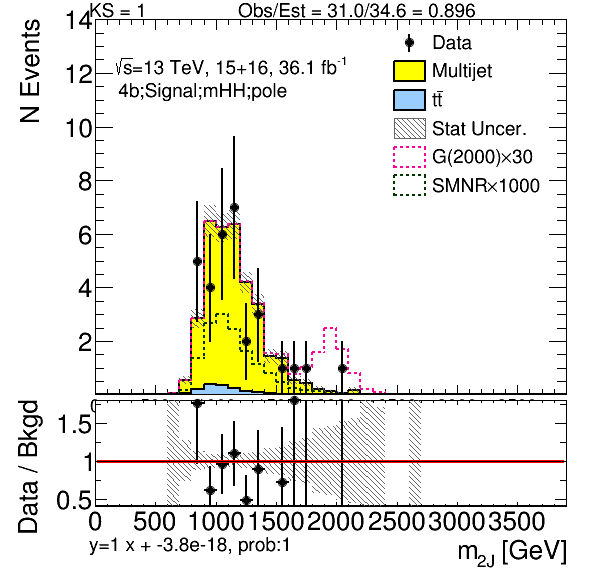 KS = 1 Obs/Est = 31.0/34.6 = 0.896
14
12
10
8
6
4
2
N Events
√s=13 TeV, 15+16, 36.1 fb⁻¹
4b;Signal;mHH;pole
Data
Multijet
tt̄
Stat Uncer.
G(2000)×30
SMNR×1000
1.5
1
0.5
Data / Bkgd
0 500 1000 1500 2000 2500 3000 3500
m2J [GeV]
y=1 x + -3.8e-18, prob:1